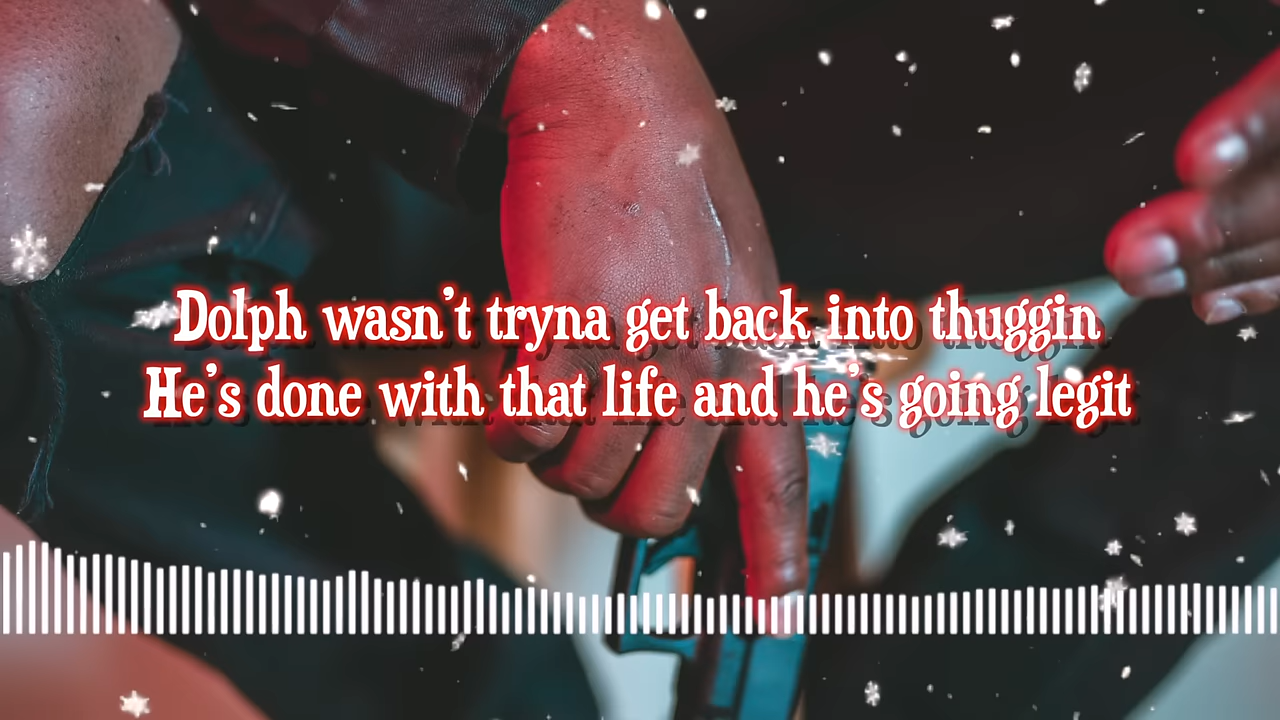 Dolph wasn't tryna get back into thuggin
He's done with that life and he's going legit